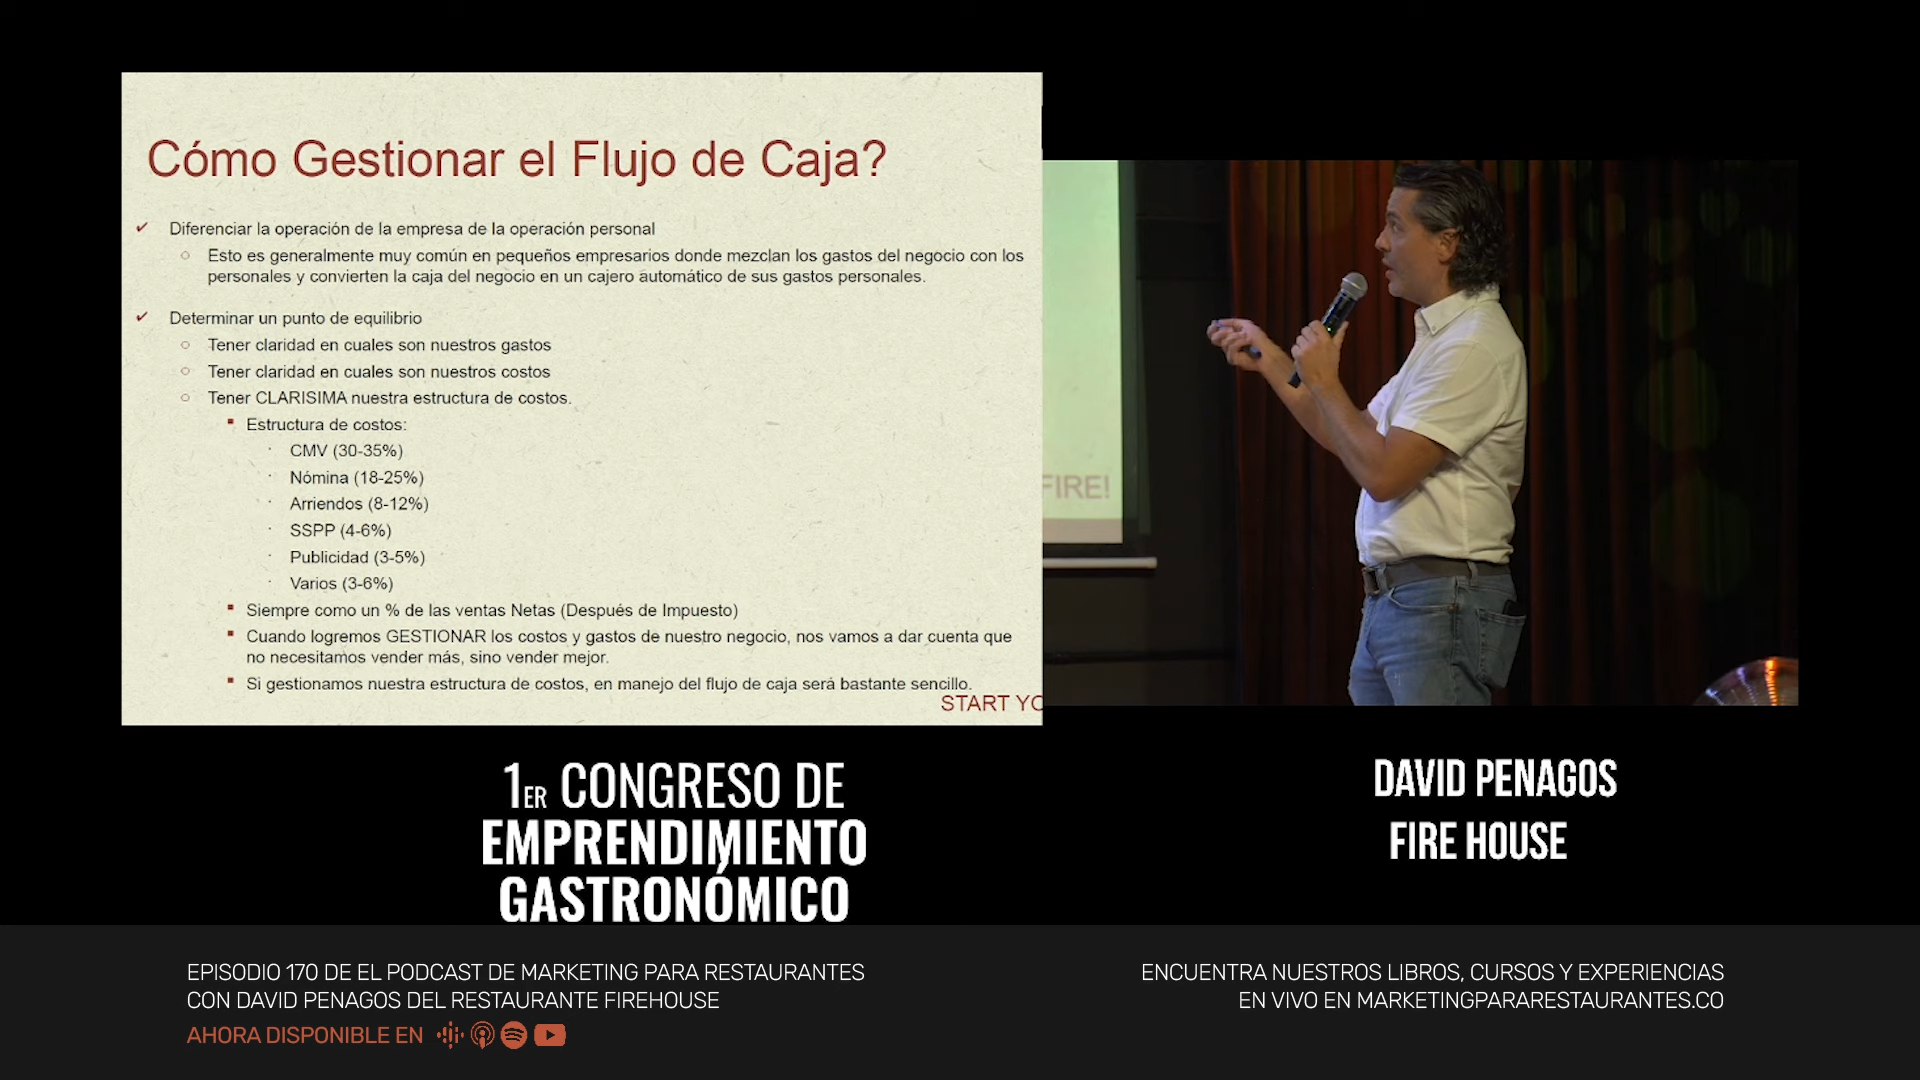 Cómo Gestionar el Flujo de Caja?
✓ Diferenciar la operación de la empresa de la operación personal
○ Esto es generalmente muy común en pequeños empresarios donde mezclan los gastos del negocio con los
personales y convierten la caja del negocio en un cajero automático de sus gastos personales.
✓ Determinar un punto de equilibrio
○ Tener claridad en cuales son nuestros gastos
○ Tener claridad en cuales son nuestros costos
○ Tener CLARISIMA nuestra estructura de costos.
▪ Estructura de costos:
· CMV (30-35%)
· Nómina (18-25%)
· Arriendos (8-12%)
· SSPP (4-6%)
· Publicidad (3-5%)
· Varios (3-6%)
▪ Siempre como un % de las ventas Netas (Después de Impuesto)
▪ Cuando logremos GESTIONAR los costos y gastos de nuestro negocio, nos vamos a dar cuenta que
no necesitamos vender más, sino vender mejor.
▪ Si gestionamos nuestra estructura de costos, en manejo del flujo de caja será bastante sencillo.
START YO
FIRE!
1ER CONGRESO DE
EMPRENDIMIENTO
GASTRONÓMICO
DAVID PENAGOS
FIRE HOUSE
EPISODIO 170 DE EL PODCAST DE MARKETING PARA RESTAURANTES
CON DAVID PENAGOS DEL RESTAURANTE FIREHOUSE
AHORA DISPONIBLE EN
ENCUENTRA NUESTROS LIBROS, CURSOS Y EXPERIENCIAS
EN VIVO EN MARKETINGPARARESTAURANTES.CO